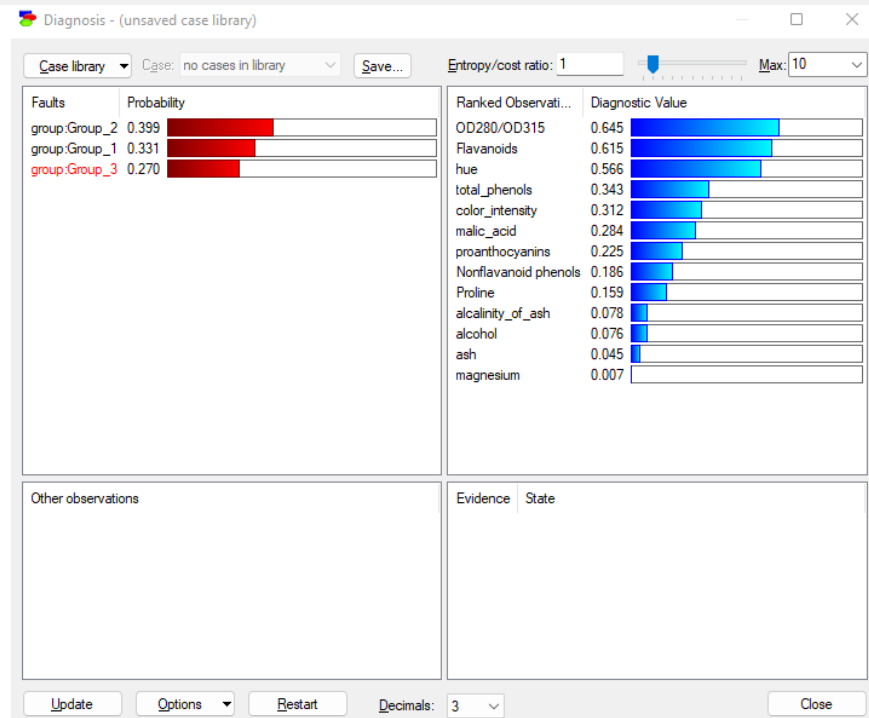 Diagnosis - (unsaved case library)
Case library Case: no cases in library Save... Entropy/cost ratio: 1 Max: 10
Faults Probability
group:Group_2 0.399
group:Group_1 0.331
group:Group_3 0.270
Ranked Observati... Diagnostic Value
OD280/OD315 0.645
Flavanoids 0.615
hue 0.566
total_phenols 0.343
color_intensity 0.312
malic_acid 0.284
proanthocyanins 0.225
Nonflavanoid phenols 0.186
Proline 0.159
alcalinity_of_ash 0.078
alcohol 0.076
ash 0.045
magnesium 0.007
Other observations
Evidence State
Update Options Restart Decimals: 3 Close